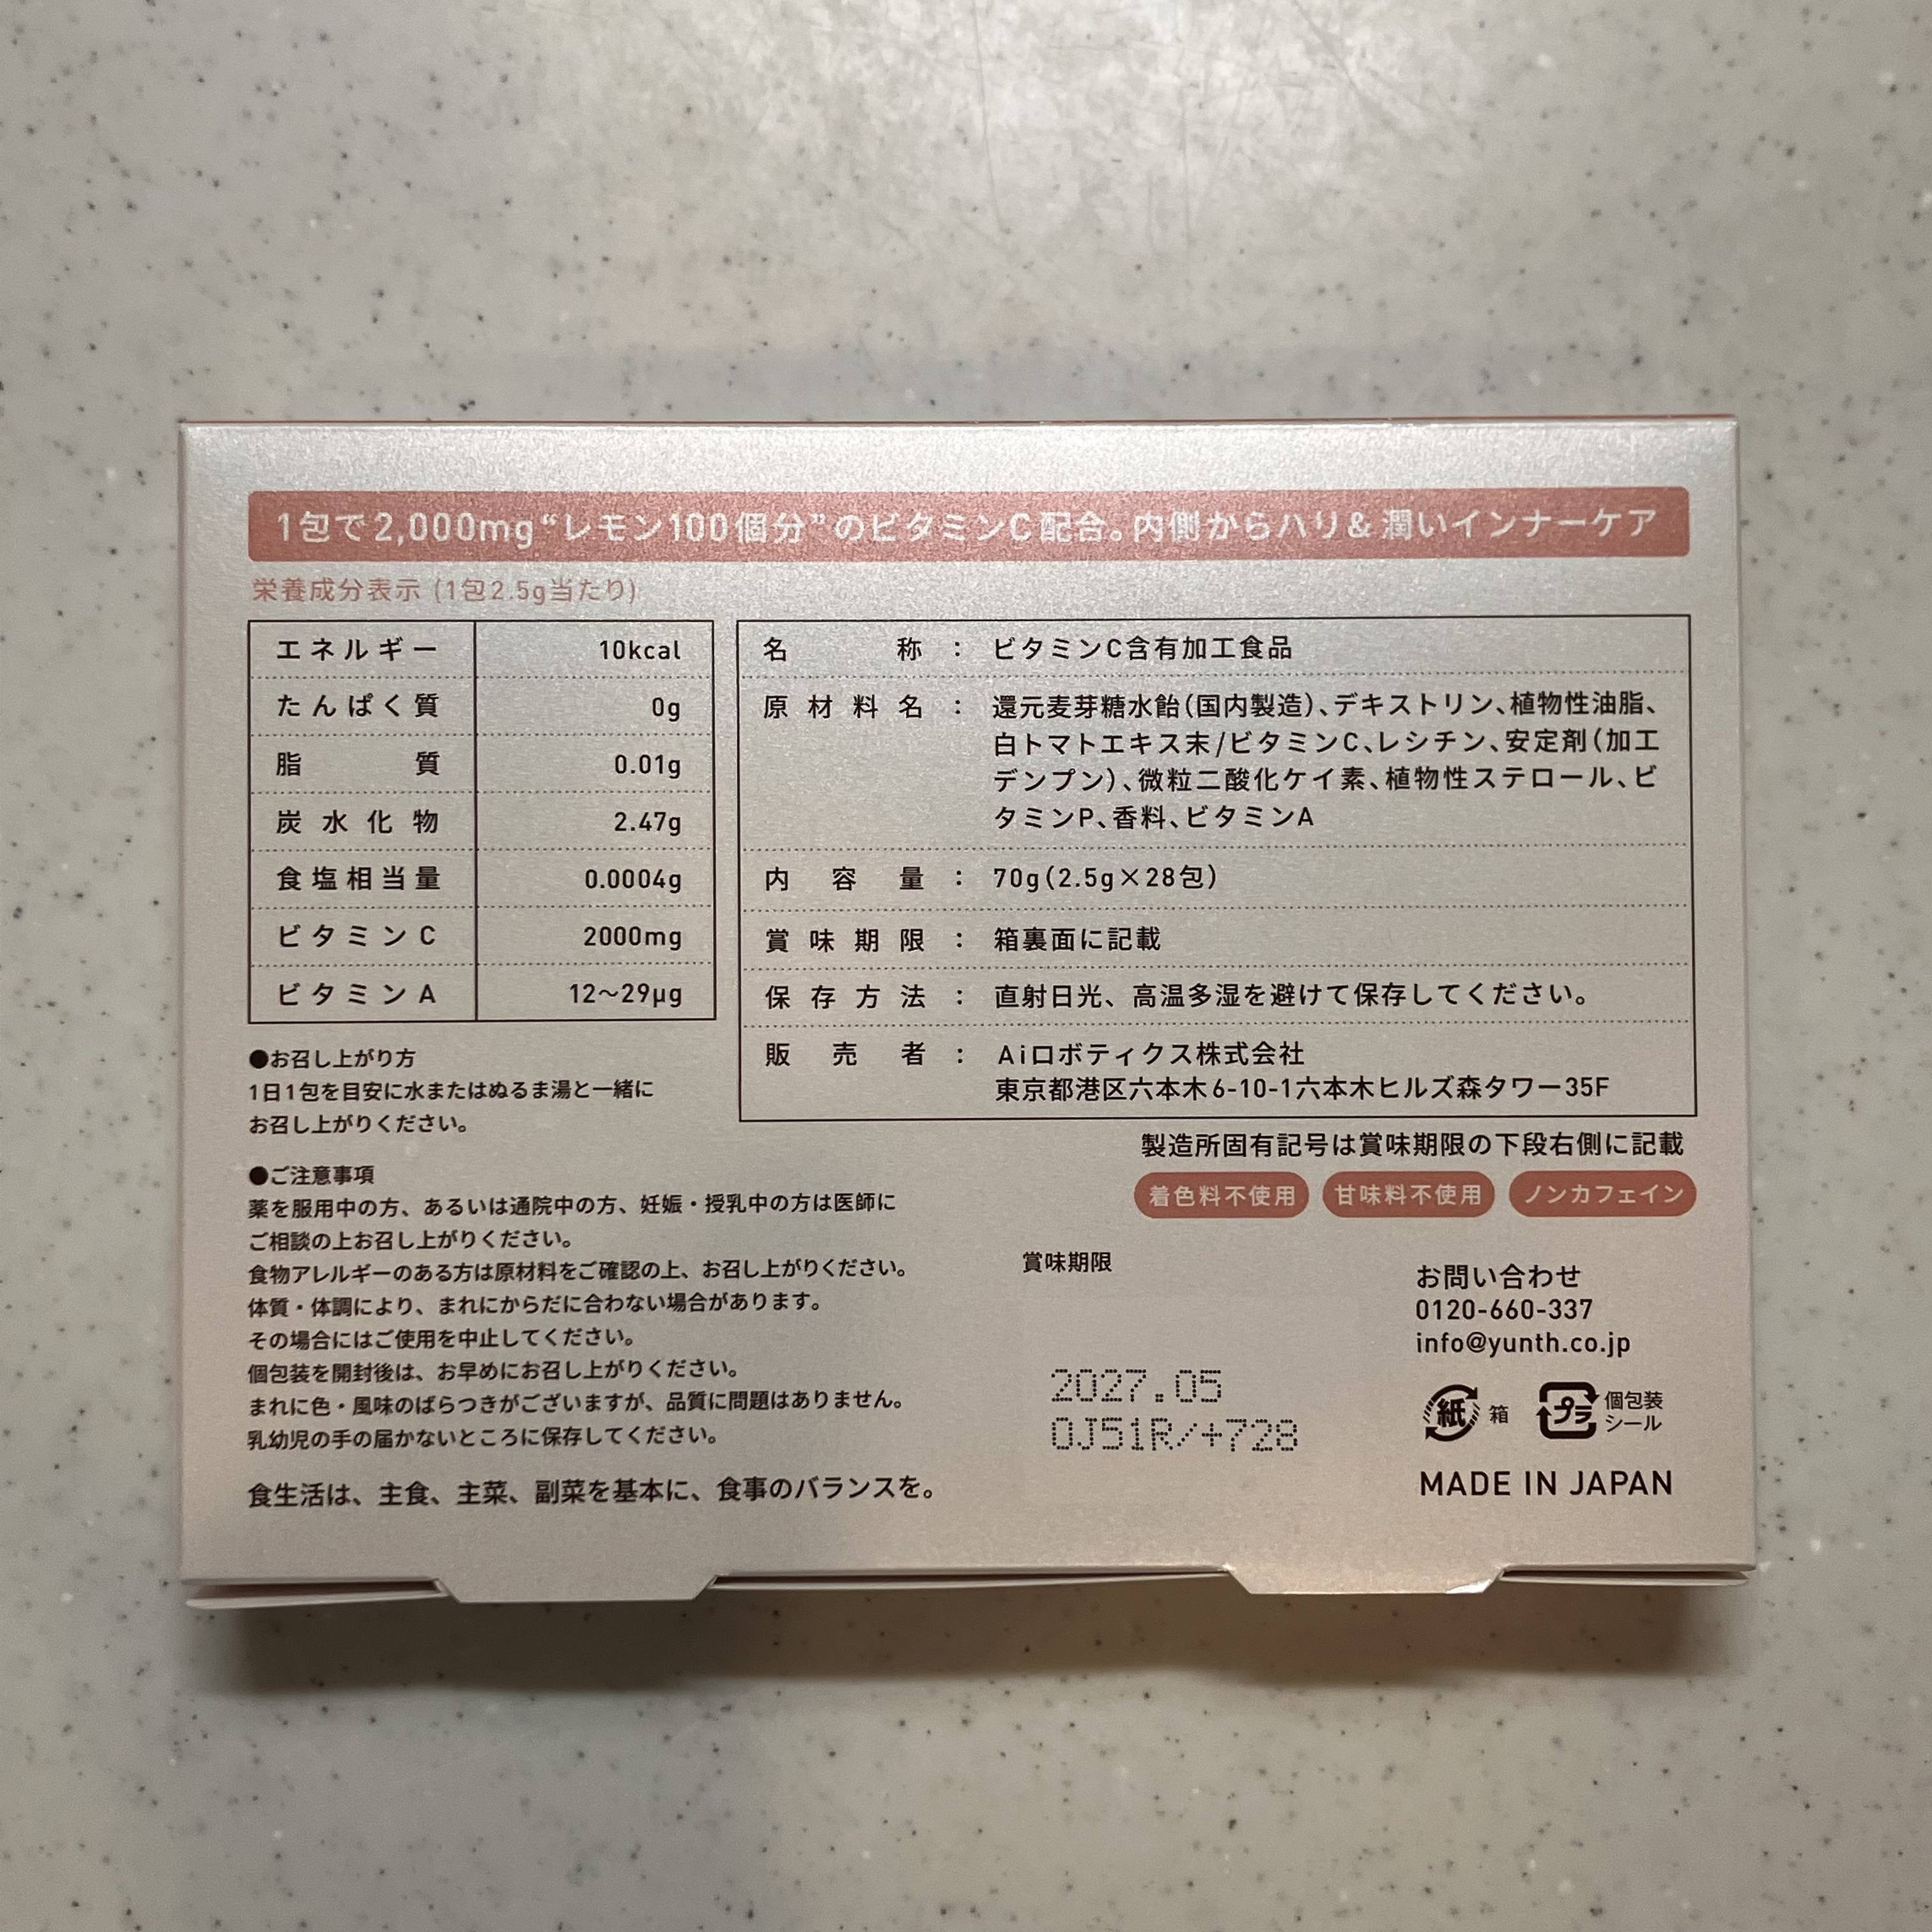 1包で2,000mg“レモン100個分”のビタミンC配合。内側からハリ&潤いインナーケア
栄養成分表示 (1包2.5g当たり)
エネルギー 10kcal
たんぱく質 0g
脂質 0.01g
炭水化物 2.47g
食塩相当量 0.0004g
ビタミンC 2000mg
ビタミンA 12〜29μg
●お召し上がり方
1日1包を目安に水またはぬるま湯と一緒に
お召し上がりください。
●ご注意事項
薬を服用中の方、あるいは通院中の方、妊娠・授乳中の方は医師に
ご相談の上お召し上がりください。
食物アレルギーのある方は原材料をご確認の上、お召し上がりください。
体質・体調により、まれにからだに合わない場合があります。
その場合にはご使用を中止してください。
個包装を開封後は、お早めにお召し上がりください。
まれに色・風味のばらつきがございますが、品質に問題はありません。
乳幼児の手の届かないところに保存してください。
食生活は、主食、主菜、副菜を基本に、食事のバランスを。
名称：ビタミンC含有加工食品
原材料名：還元麦芽糖水飴(国内製造)、デキストリン、植物性油脂、
白トマトエキス末/ビタミンC、レシチン、安定剤(加工
デンプン)、微粒二酸化ケイ素、植物性ステロール、ビ
タミンP、香料、ビタミンA
内容量：70g(2.5g×28包)
賞味期限：箱裏面に記載
保存方法：直射日光、高温多湿を避けて保存してください。
販売者：Aiロボティクス株式会社
東京都港区六本木6-10-1六本木ヒルズ森タワー35F
製造所固有記号は賞味期限の下段右側に記載
着色料不使用 甘味料不使用 ノンカフェイン
賞味期限
2027.05
0J51R/+728
お問い合わせ
0120-660-337
info@yunth.co.jp
紙 箱 プラ 個包装
シール
MADE IN JAPAN